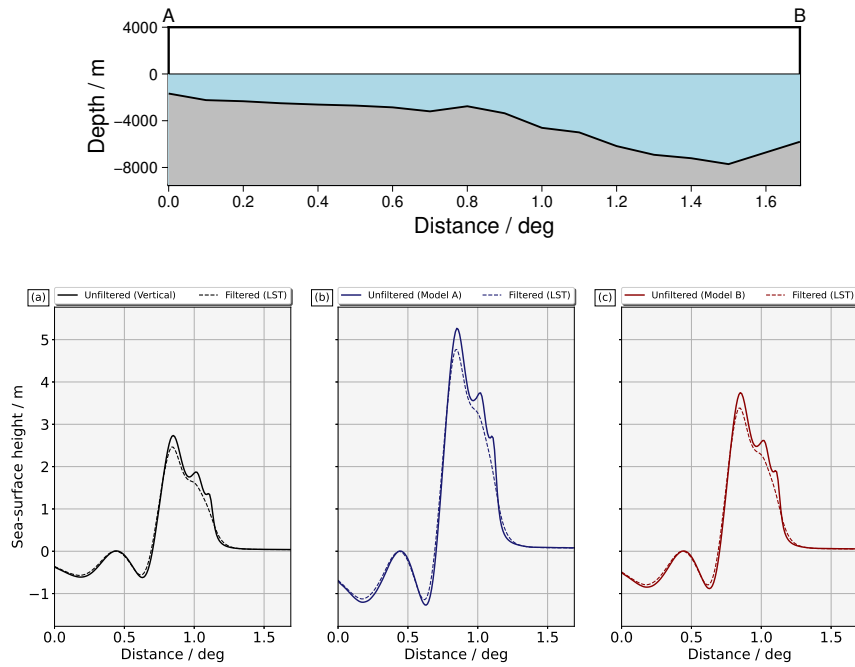 A B
4000
0
−4000
−8000
Depth / m
0.0 0.2 0.4 0.6 0.8 1.0 1.2 1.4 1.6
Distance / deg
(a) Unfiltered (Vertical) Filtered (LST)
(b) Unfiltered (Model A) Filtered (LST)
(c) Unfiltered (Model B) Filtered (LST)
5
4
3
2
1
0
−1
Sea-surface height / m
0.0 0.5 1.0 1.5
0.0 0.5 1.0 1.5
0.0 0.5 1.0 1.5
Distance / deg
Distance / deg
Distance / deg